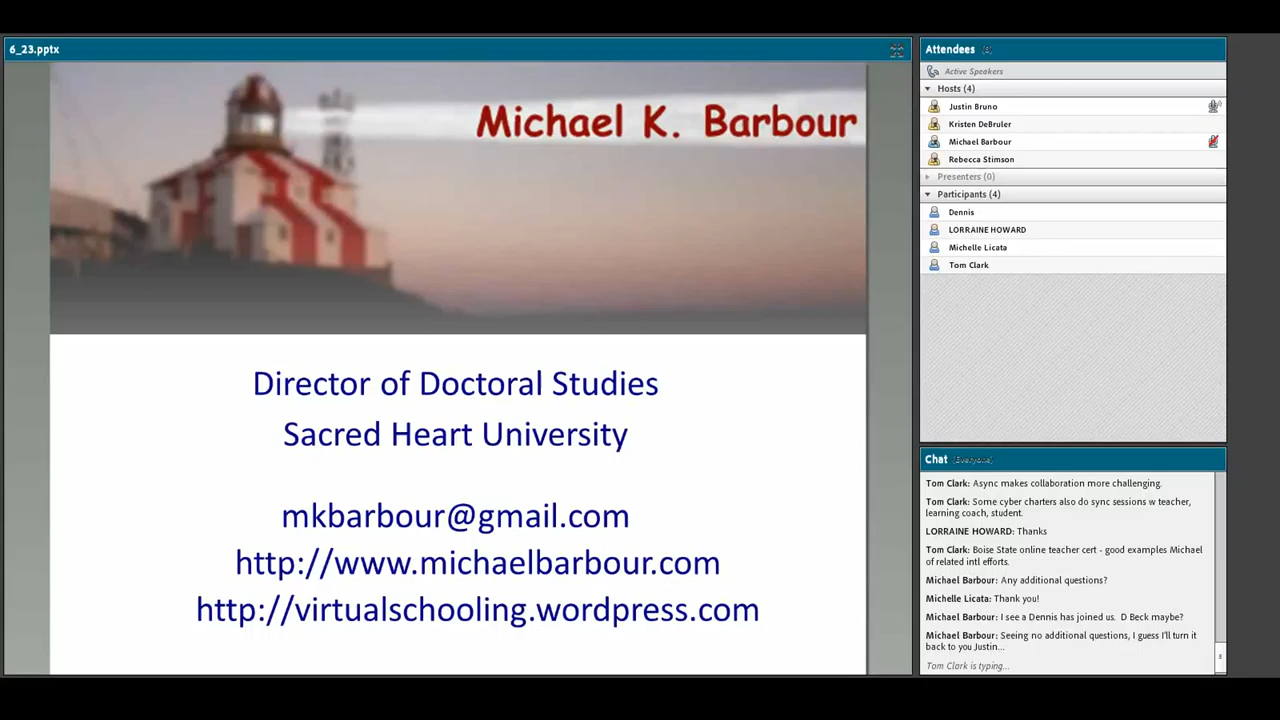 6_23.pptx
Michael K. Barbour
Director of Doctoral Studies
Sacred Heart University
mkbarbour@gmail.com
http://www.michaelbarbour.com
http://virtualschooling.wordpress.com
Attendees (8)
Active Speakers
Hosts (4)
Justin Bruno
Kristen DeBruler
Michael Barbour
Rebecca Stimson
Presenters (0)
Participants (4)
Dennis
LORRAINE HOWARD
Michelle Licata
Tom Clark
Chat (Everyone)
Tom Clark: Async makes collaboration more challenging.
Tom Clark: Some cyber charters also do sync sessions w teacher,
learning coach, student.
LORRAINE HOWARD: Thanks
Tom Clark: Boise State online teacher cert - good examples Michael
of related intl efforts.
Michael Barbour: Any additional questions?
Michelle Licata: Thank you!
Michael Barbour: I see a Dennis has joined us.  D Beck maybe?
Michael Barbour: Seeing no additional questions, I guess I'll turn it
back to you Justin...
Tom Clark is typing...